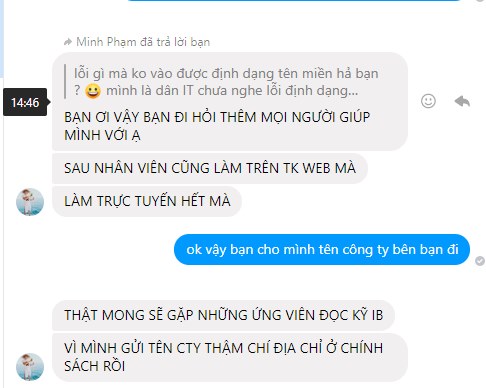 Minh Phạm đã trả lời bạn
lỗi gì mà ko vào được định dạng tên miền hả bạn
? 😀 mình là dân IT chưa nghe lỗi định dạng...
14:46
BẠN ƠI VẬY BẠN ĐI HỎI THÊM MỌI NGƯỜI GIÚP
MÌNH VỚI Ạ
SAU NHÂN VIÊN CŨNG LÀM TRÊN TK WEB MÀ
LÀM TRỰC TUYẾN HẾT MÀ
ok vậy bạn cho mình tên công ty bên bạn đi
THẬT MONG SẼ GẶP NHỮNG ỨNG VIÊN ĐỌC KỸ IB
VÌ MÌNH GỬI TÊN CTY THẬM CHÍ ĐỊA CHỈ Ở CHÍNH
SÁCH RỒI